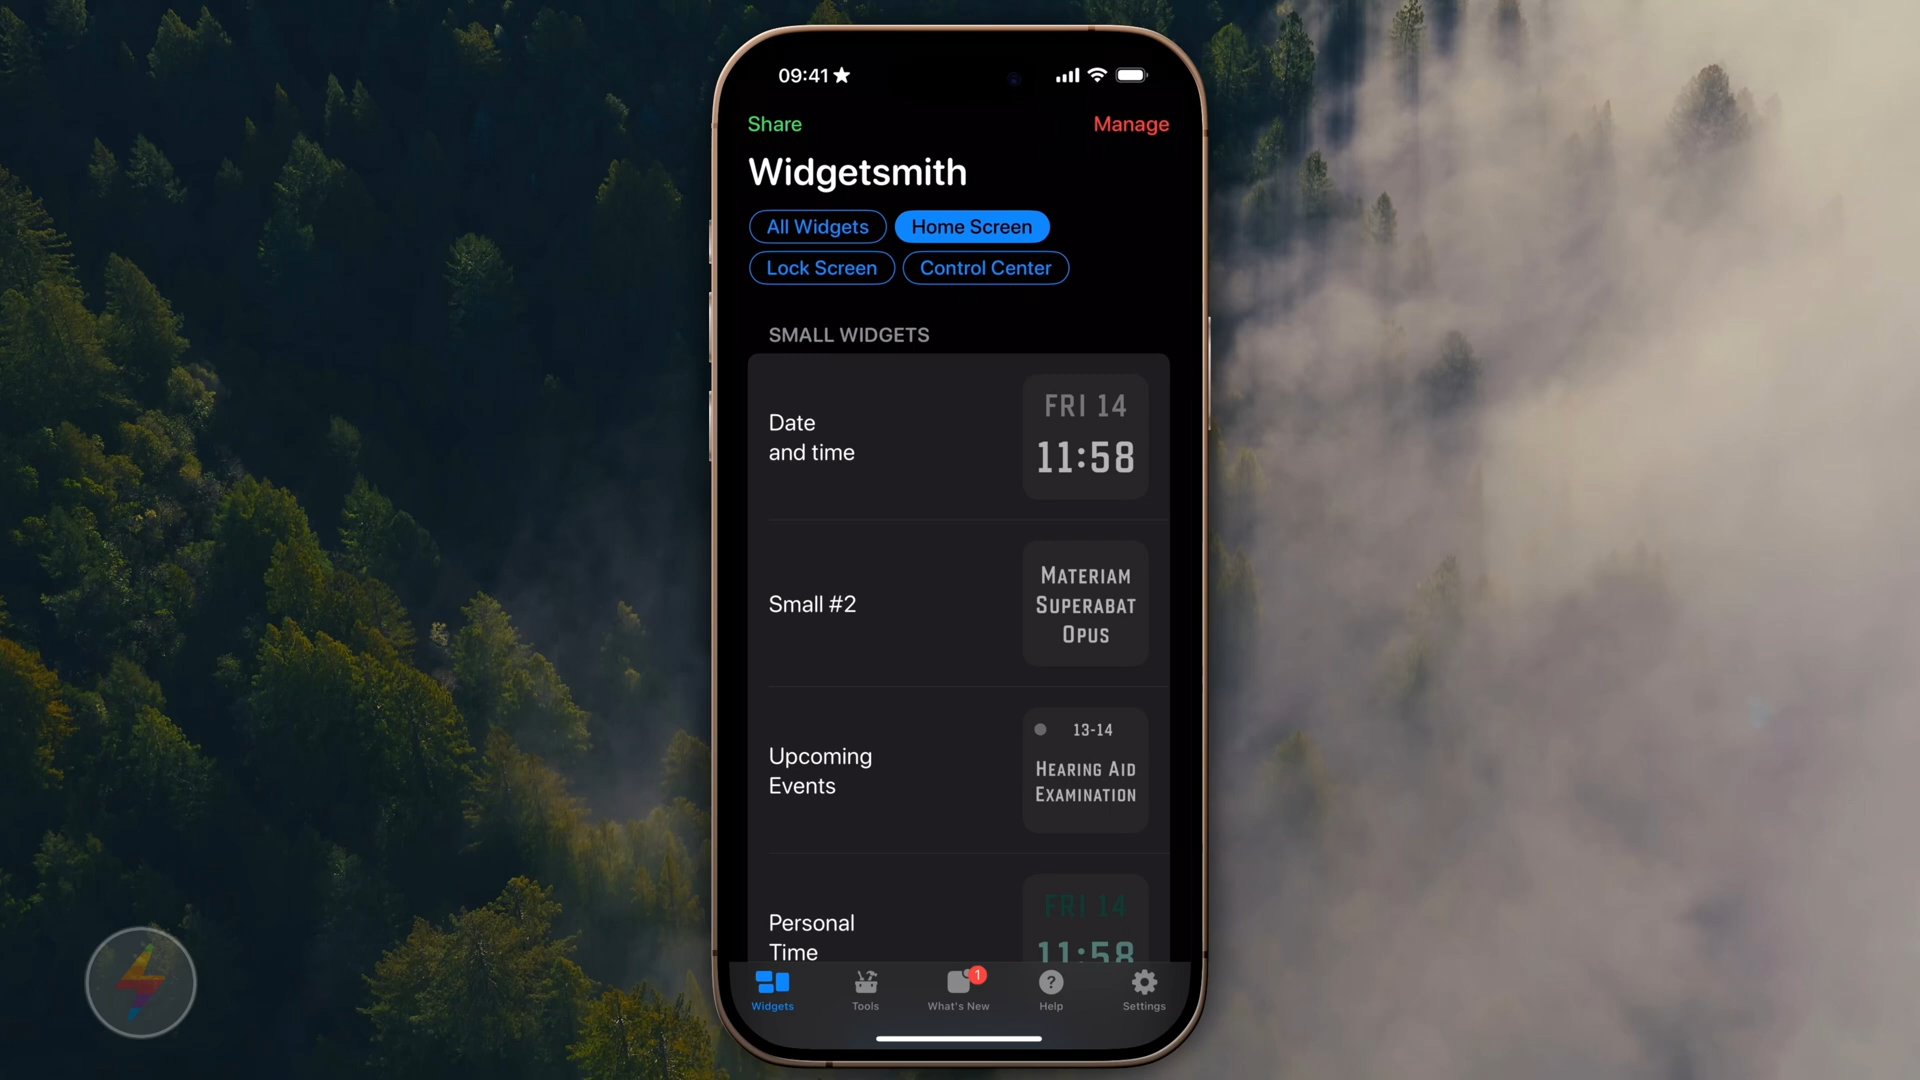 09:41
Share
Manage
Widgetsmith
All Widgets
Home Screen
Lock Screen
Control Center
SMALL WIDGETS
Date
and time
FRI 14
11:58
Small #2
MATERIAM
SUPERABAT
OPUS
Upcoming
Events
13-14
HEARING AID
EXAMINATION
Personal
Time
FRI 14
11:58
Widgets
Tools
1
What's New
?
Help
Settings